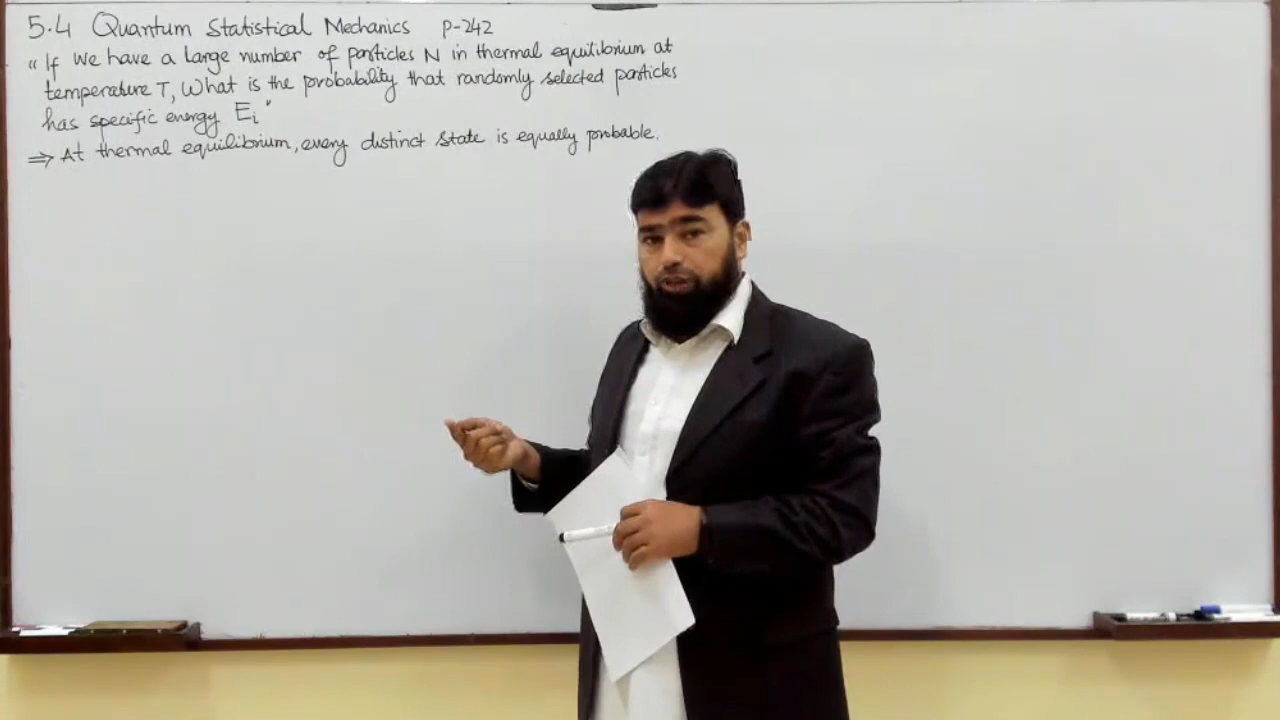 5.4 Quantum Statistical Mechanics P-242
"If we have a large number of particles N in thermal equilibrium at
temperature T, What is the probability that randomly selected particles
has specific energy Ei"
⇒ At thermal equilibrium, every distinct state is equally probable.